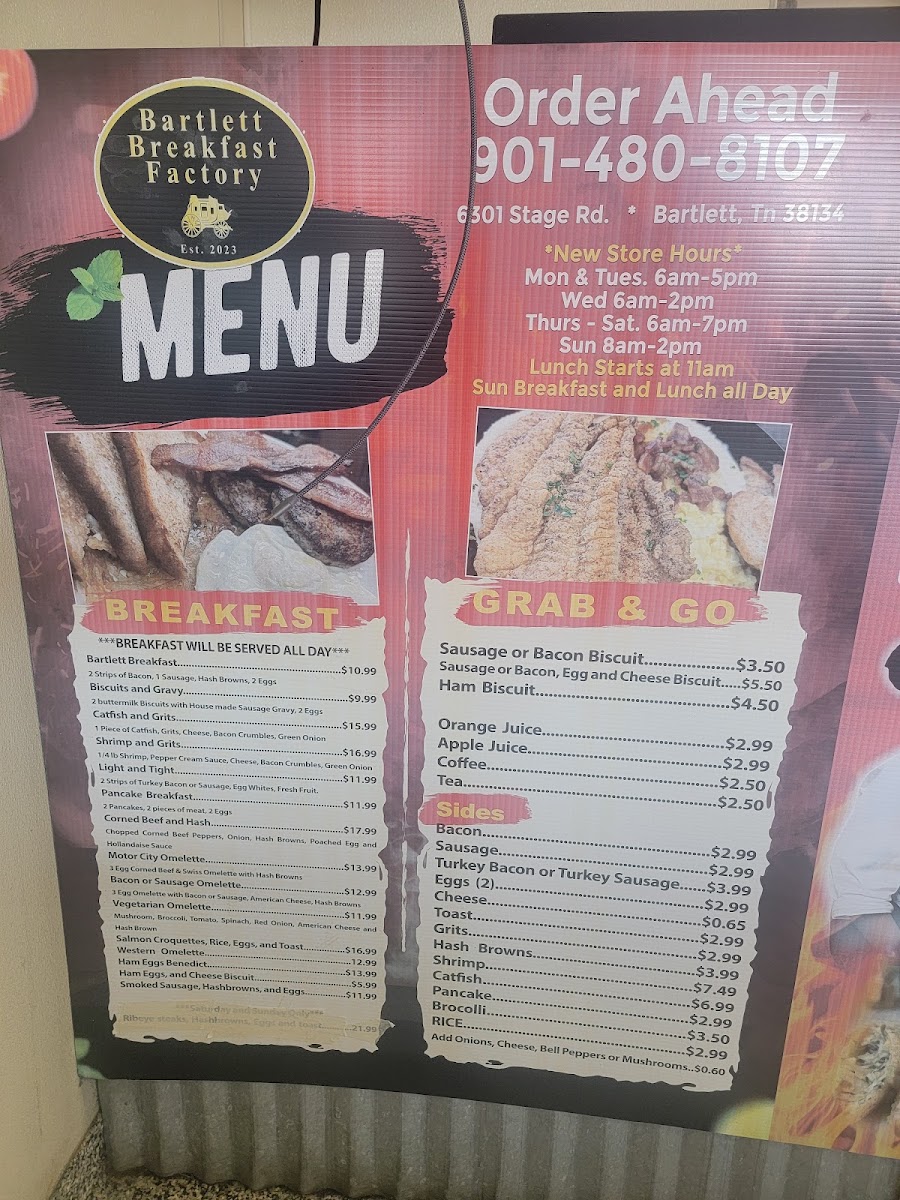 Bartlett
Breakfast
Factory
Est. 2023
MENU
Order Ahead
901-480-8107
6301 Stage Rd. * Bartlett, Tn 38134
*New Store Hours*
Mon & Tues. 6am-5pm
Wed 6am-2pm
Thurs - Sat. 6am-7pm
Sun 8am-2pm
Lunch Starts at 11am
Sun Breakfast and Lunch all Day
BREAKFAST
***BREAKFAST WILL BE SERVED ALL DAY***
Bartlett Breakfast...$10.99
2 Strips of Bacon, 1 Sausage, Hash Browns, 2 Eggs
Biscuits and Gravy...$9.99
2 buttermilk Biscuits with House made Sausage Gravy, 2 Eggs
Catfish and Grits...$15.99
1 Piece of Catfish, Grits, Cheese, Bacon Crumbles, Green Onion
Shrimp and Grits...$16.99
1/4 lb Shrimp, Pepper Cream Sauce, Cheese, Bacon Crumbles, Green Onion
Light and Tight...$11.99
2 Strips of Turkey Bacon or Sausage, Egg Whites, Fresh Fruit.
Pancake Breakfast...$11.99
2 Pancakes, 2 pieces of meat, 2 Eggs
Corned Beef and Hash...$17.99
Chopped Corned Beef Peppers, Onion, Hash Browns, Poached Egg and
Hollandaise Sauce
Motor City Omelette...$13.99
3 Egg Corned Beef & Swiss Omelette with Hash Browns
Bacon or Sausage Omelette...$12.99
3 Egg Omelette with Bacon or Sausage, American Cheese, Hash Browns
Vegetarian Omelette...$11.99
Mushroom, Broccoli, Tomato, Spinach, Red Onion, American Cheese and
Hash Brown
Salmon Croquettes, Rice, Eggs, and Toast...$16.99
Western Omelette...12.99
Ham Eggs Benedict...$13.99
Ham Eggs, and Cheese Biscuit...$5.99
Smoked Sausage, Hashbrowns, and Eggs...$11.99
***Saturday and Sunday Only***
Ribeye steaks, Hashbrowns, Eggs and toast...21.99
GRAB & GO
Sausage or Bacon Biscuit...$3.50
Sausage or Bacon, Egg and Cheese Biscuit...$5.50
Ham Biscuit...$4.50
Orange Juice...$2.99
Apple Juice...$2.99
Coffee...$2.50
Tea...$2.50
Sides
Bacon...$2.99
Sausage...$2.99
Turkey Bacon or Turkey Sausage...$3.99
Eggs (2)...$2.99
Cheese...$0.65
Toast...$2.99
Grits...$2.99
Hash Browns...$3.99
Shrimp...$7.49
Catfish...$6.99
Pancake...$2.99
Brocolli...$3.50
RICE...$2.99
Add Onions, Cheese, Bell Peppers or Mushrooms..$0.60